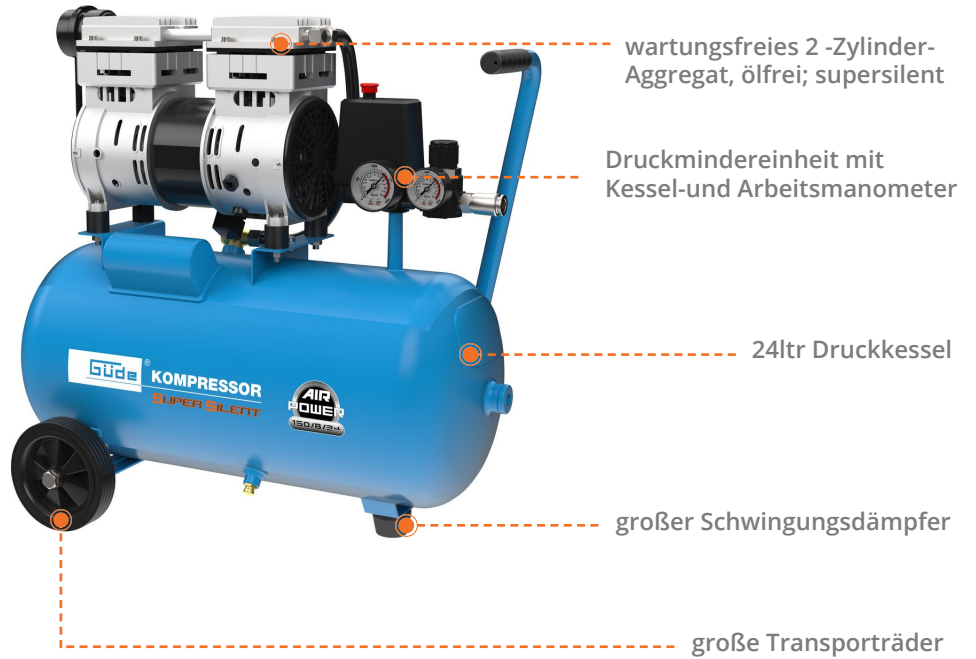 wartungsfreies 2 -Zylinder-
Aggregat, ölfrei; supersilent
Druckmindereinheit mit
Kessel-und Arbeitsmanometer
24ltr Druckkessel
Güde®
KOMPRESSOR
SUPER SILENT
AIR
POWER
150/8/24
großer Schwingungsdämpfer
große Transporträder